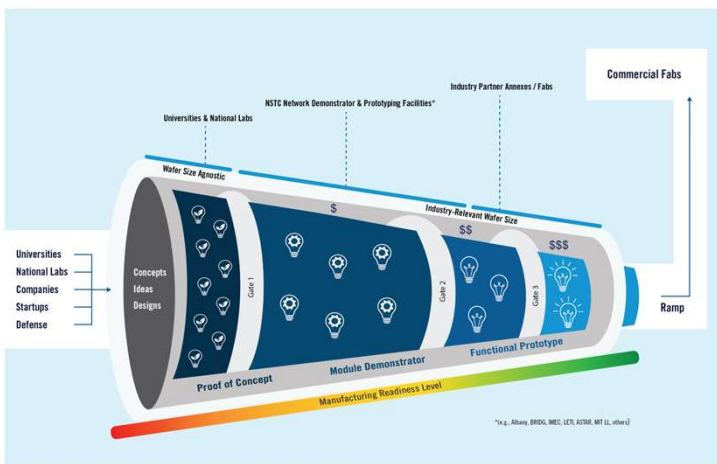 Commercial Fabs
Industry Partner Annexes / Fabs
NSTC Network Demonstrator & Prototyping Facilities*
Universities & National Labs
Wafer Size Agnostic
Industry-Relevant Wafer Size
$
$$
$$$
Universities
National Labs
Companies
Startups
Defense
Concepts
Ideas
Designs
Gate 1
Gate 2
Gate 3
Ramp
Proof of Concept
Module Demonstrator
Functional Prototype
Manufacturing Readiness Level
*(e.g., Albany, BRIDG, IMEC, LETI, ASTAR, MIT LL, others)